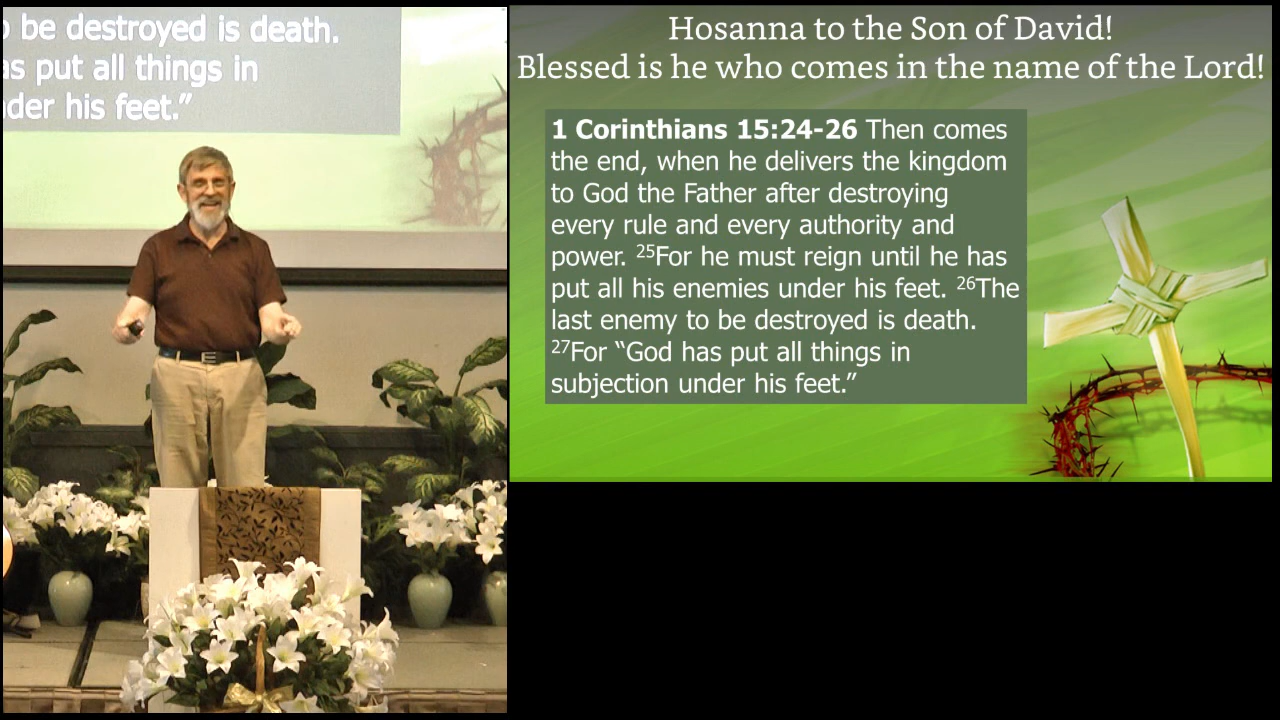 be destroyed is death.
as put all things in
der his feet.”
Hosanna to the Son of David!
Blessed is he who comes in the name of the Lord!
1 Corinthians 15:24-26 Then comes
the end, when he delivers the kingdom
to God the Father after destroying
every rule and every authority and
power. ²⁵For he must reign until he has
put all his enemies under his feet. ²⁶The
last enemy to be destroyed is death.
²⁷For “God has put all things in
subjection under his feet.”